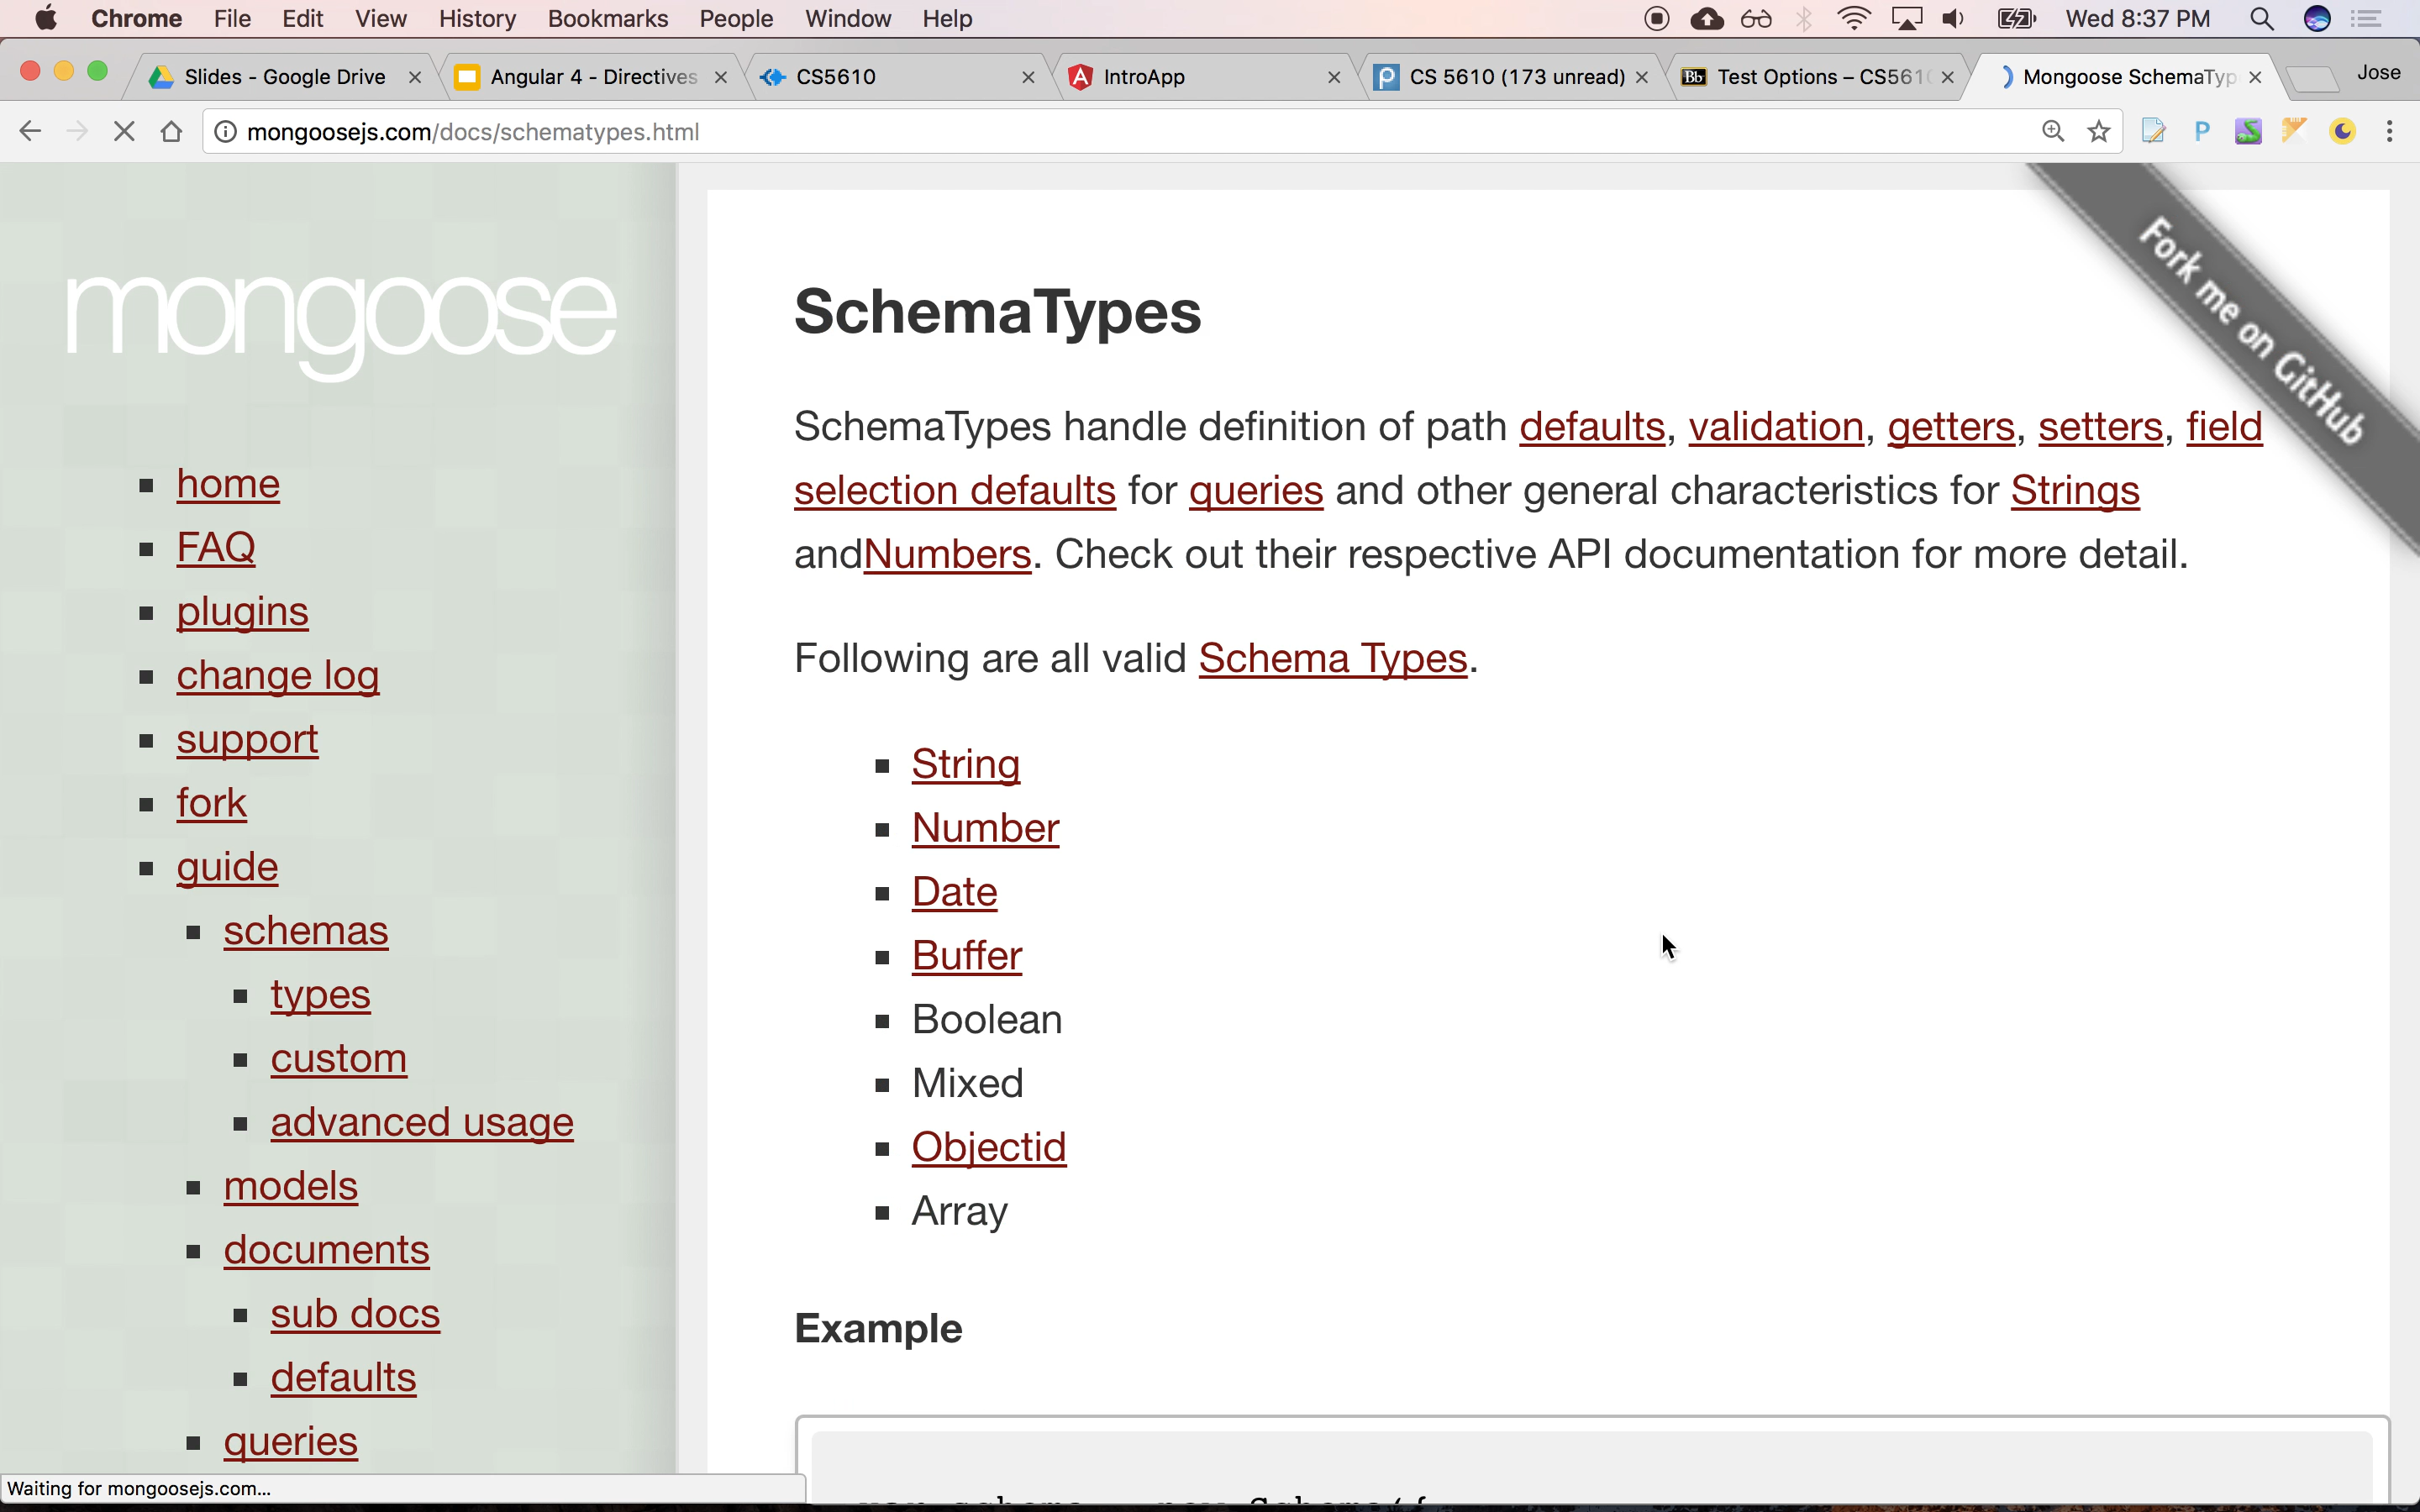 Chrome File Edit View History Bookmarks People Window Help Wed 8:37 PM
Slides - Google Drive Angular 4 - Directives CS5610 IntroApp CS 5610 (173 unread) Test Options – CS561 Mongoose SchemaTyp Jose
mongoosejs.com/docs/schematypes.html
Fork me on GitHub
mongoose
home
FAQ
plugins
change log
support
fork
guide
schemas
types
custom
advanced usage
models
documents
sub docs
defaults
queries
SchemaTypes
SchemaTypes handle definition of path defaults, validation, getters, setters, field
selection defaults for queries and other general characteristics for Strings
andNumbers. Check out their respective API documentation for more detail.
Following are all valid Schema Types.
String
Number
Date
Buffer
Boolean
Mixed
Objectid
Array
Example
var schema = new Schema({
Waiting for mongoosejs.com...